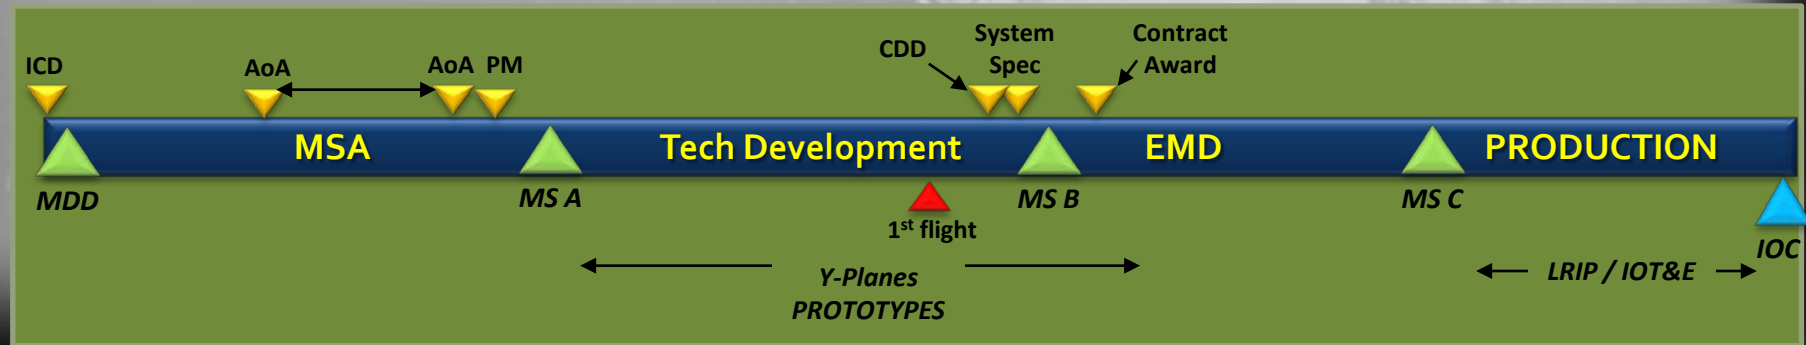 ICD
AoA
AoA PM
CDD
System
Spec
Contract
Award
MSA
Tech Development
EMD
PRODUCTION
MDD
MS A
1st flight
MS B
MS C
IOC
Y-Planes
PROTOTYPES
LRIP / IOT&E